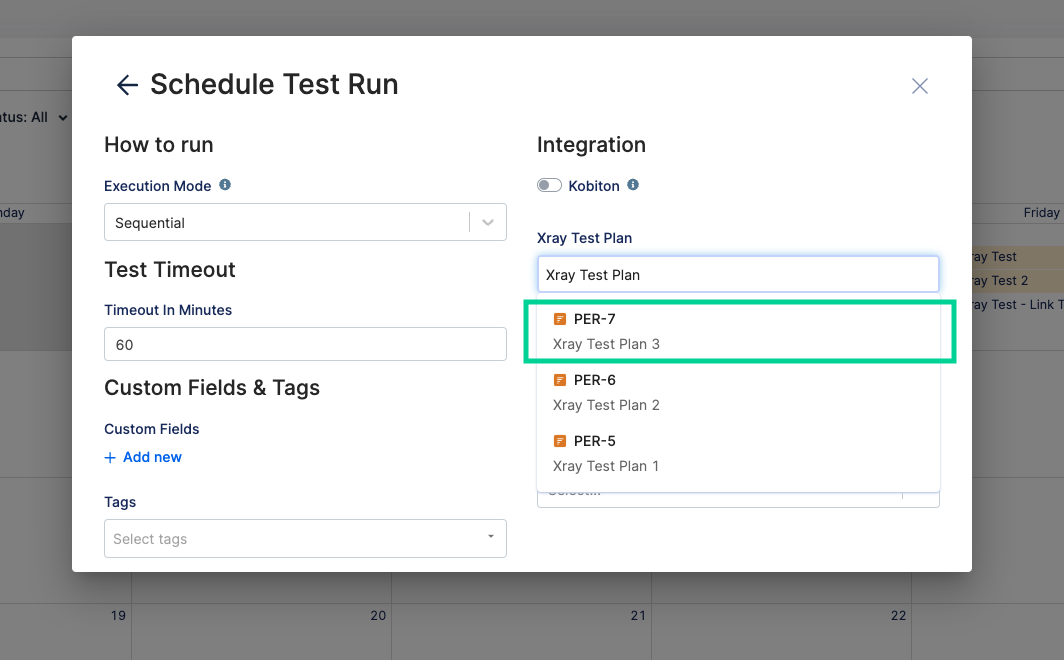 Schedule Test Run
How to run
Execution Mode
Sequential
Test Timeout
Timeout In Minutes
60
Custom Fields & Tags
Custom Fields
+ Add new
Tags
Select tags
Integration
Kobiton
Xray Test Plan
Xray Test Plan
PER-7
Xray Test Plan 3
PER-6
Xray Test Plan 2
PER-5
Xray Test Plan 1
tus: All
nday
Friday
ray Test
ray Test 2
ray Test - Link T
19
20
21
22